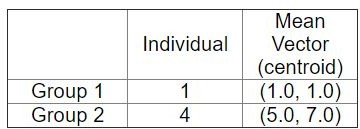 Individual Mean
Vector
(centroid)
Group 1 1 (1.0, 1.0)
Group 2 4 (5.0, 7.0)